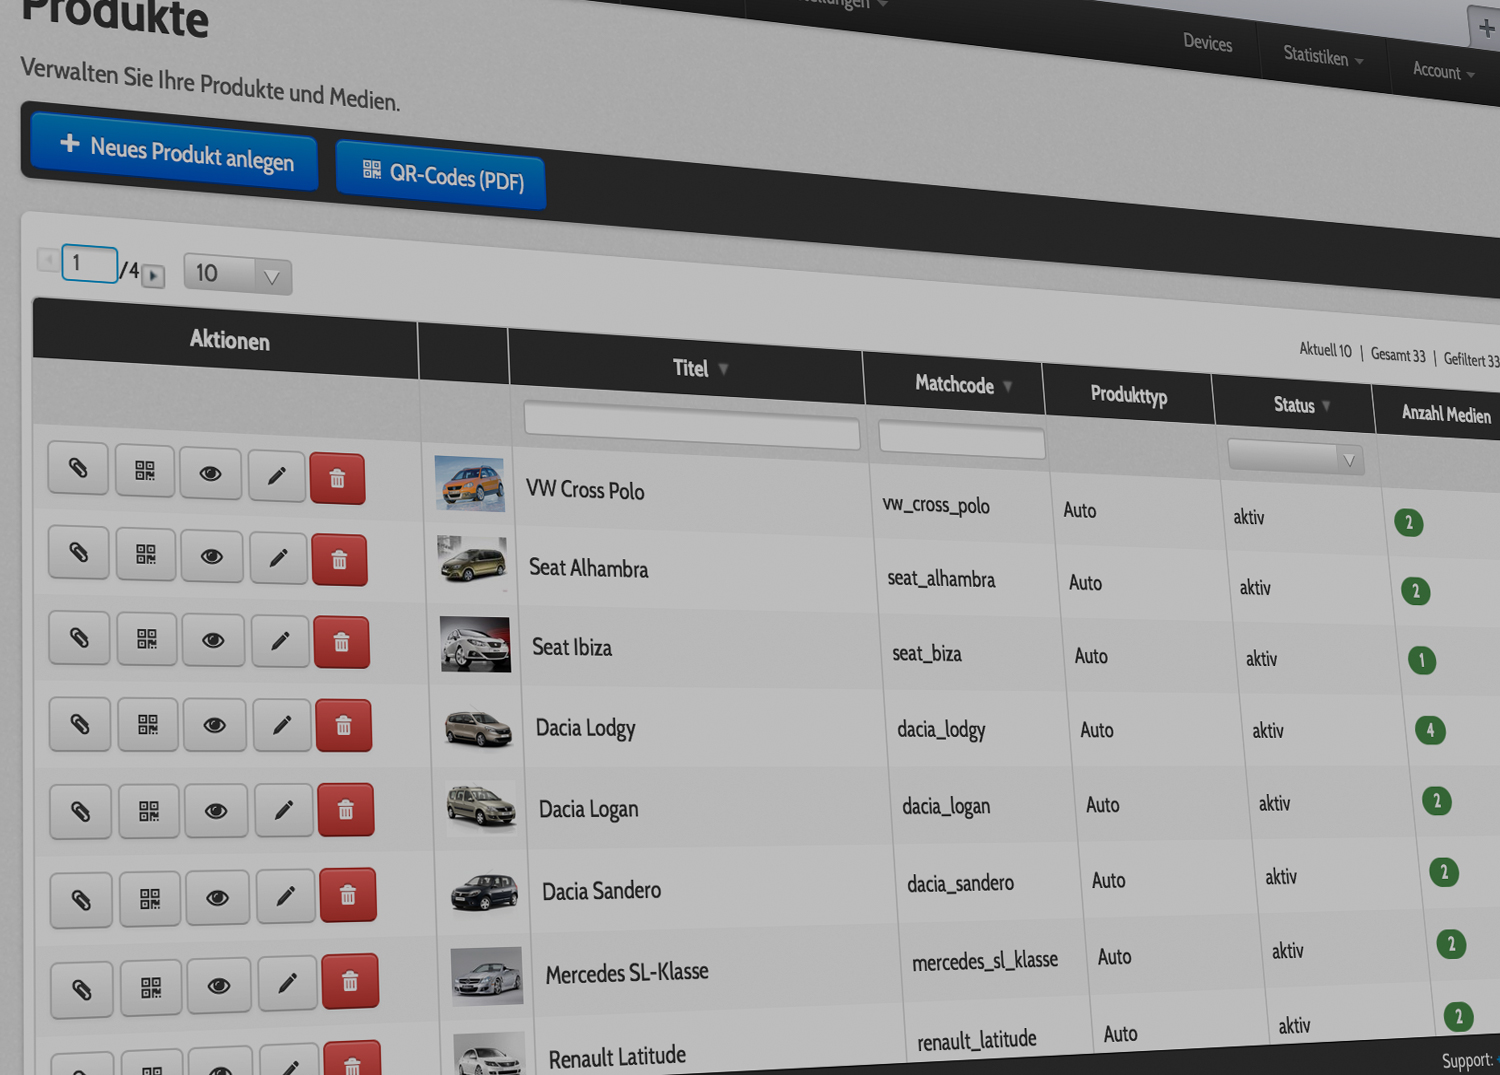 Produkte
Devices
Statistiken
Account
Verwalten Sie Ihre Produkte und Medien.
Neues Produkt anlegen
QR-Codes (PDF)
1 /4 10
Aktuell 10 | Gesamt 33 | Gefiltert 33
Aktionen Titel Matchcode Produkttyp Status Anzahl Medien
VW Cross Polo vw_cross_polo Auto aktiv 2
Seat Alhambra seat_alhambra Auto aktiv 2
Seat Ibiza seat_biza Auto aktiv 1
Dacia Lodgy dacia_lodgy Auto aktiv 4
Dacia Logan dacia_logan Auto aktiv 2
Dacia Sandero dacia_sandero Auto aktiv 2
Mercedes SL-Klasse mercedes_sl_klasse Auto aktiv 2
Renault Latitude renault_latitude Auto aktiv 2
Support: